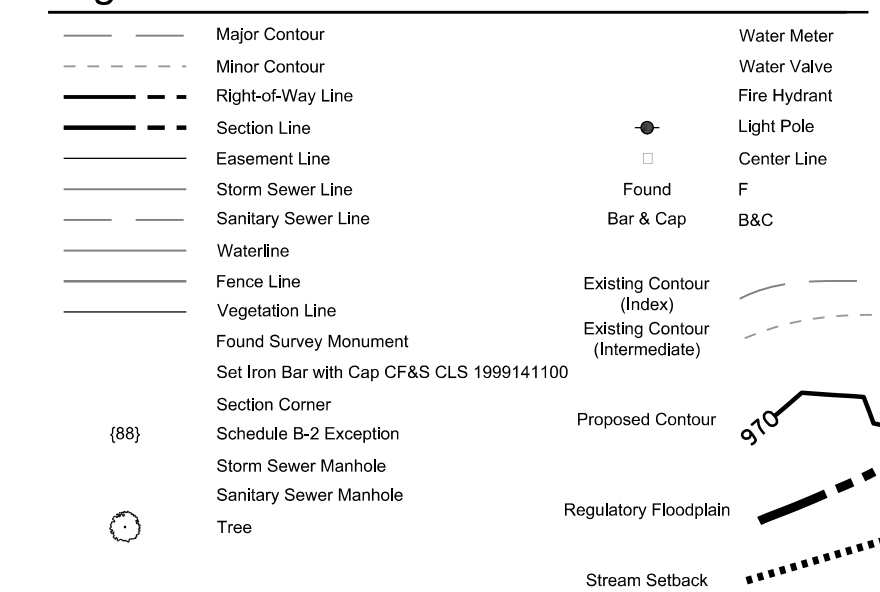 Major Contour
Minor Contour
Right-of-Way Line
Section Line
Easement Line
Storm Sewer Line
Sanitary Sewer Line
Waterline
Fence Line
Vegetation Line
Found Survey Monument
Set Iron Bar with Cap CF&S CLS 1999141100
Section Corner
{88} Schedule B-2 Exception
Storm Sewer Manhole
Sanitary Sewer Manhole
Tree
Water Meter
Water Valve
Fire Hydrant
Light Pole
Center Line
Found F
Bar & Cap B&C
Existing Contour
(Index)
Existing Contour
(Intermediate)
Proposed Contour 970
Regulatory Floodplain
Stream Setback